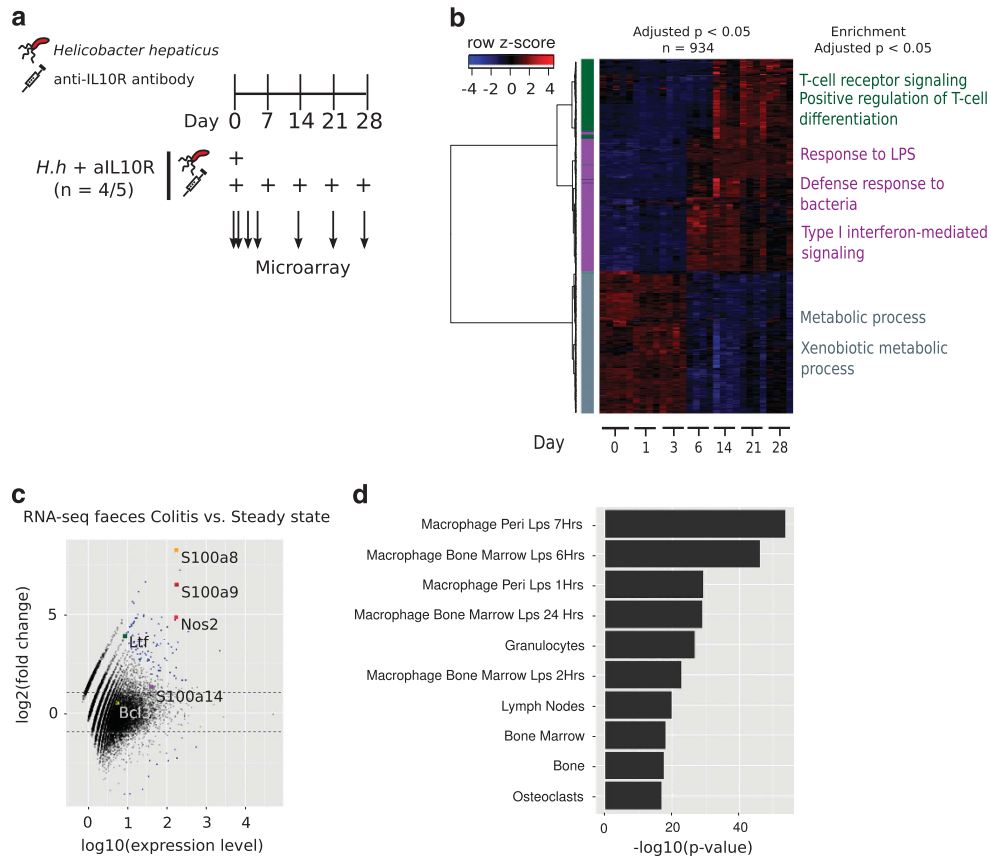 a
Helicobacter hepaticus
anti-IL10R antibody
Day 0 7 14 21 28
H.h + aIL10R
(n = 4/5)
+
+ + + + +
Microarray
b
row z-score
-4 -2 0 2 4
Adjusted p < 0.05
n = 934
Enrichment
Adjusted p < 0.05
T-cell receptor signaling
Positive regulation of T-cell
differentiation
Response to LPS
Defense response to
bacteria
Type I interferon-mediated
signaling
Metabolic process
Xenobiotic metabolic
process
Day 0 1 3 6 14 21 28
c
RNA-seq faeces Colitis vs. Steady state
log2(fold change)
5
0
S100a8
S100a9
Nos2
Ltf
S100a14
0 1 2 3 4
log10(expression level)
d
Macrophage Peri Lps 7Hrs
Macrophage Bone Marrow Lps 6Hrs
Macrophage Peri Lps 1Hrs
Macrophage Bone Marrow Lps 24 Hrs
Granulocytes
Macrophage Bone Marrow Lps 2Hrs
Lymph Nodes
Bone Marrow
Bone
Osteoclasts
0 20 40
-log10(p-value)